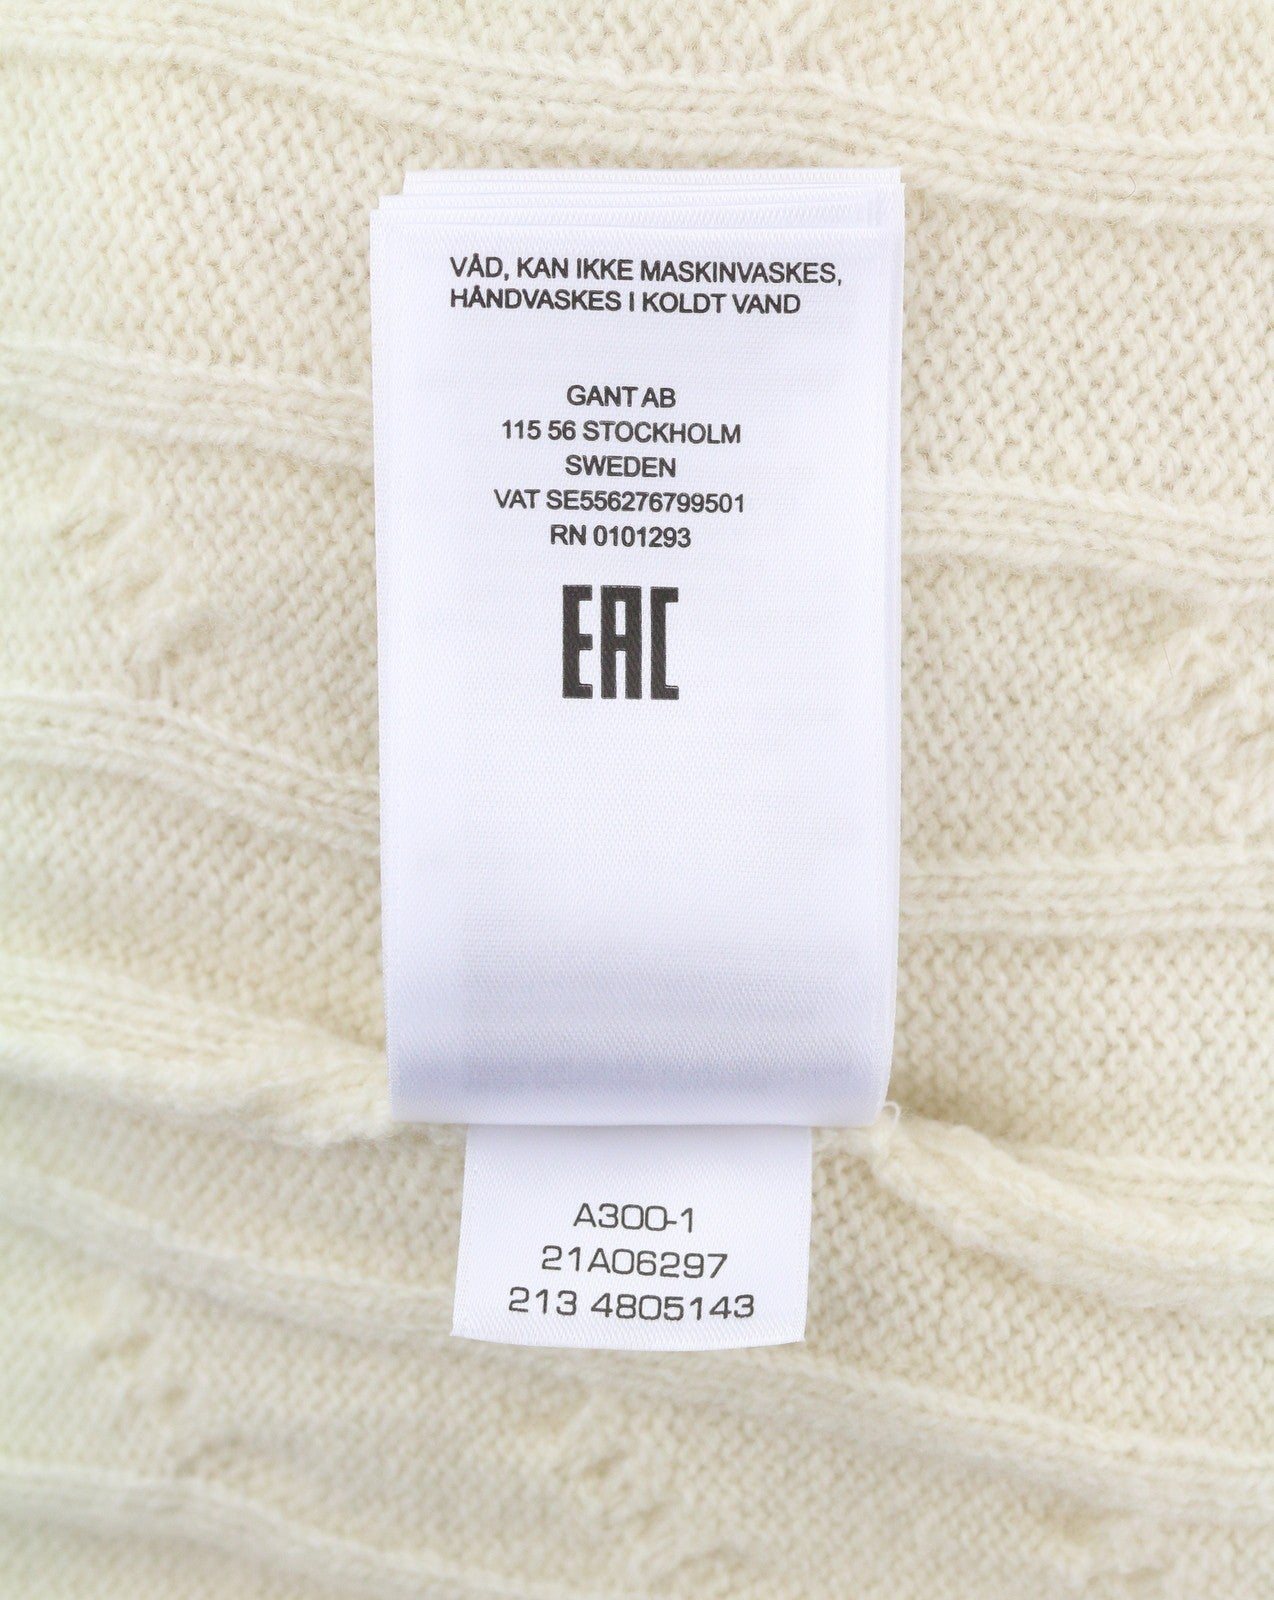 VÅD, KAN IKKE MASKINVASKES,
HÅNDVASKES I KOLDT VAND
GANT AB
115 56 STOCKHOLM
SWEDEN
VAT SE556276799501
RN 0101293
EAC
A300-1
21A06297
213 4805143